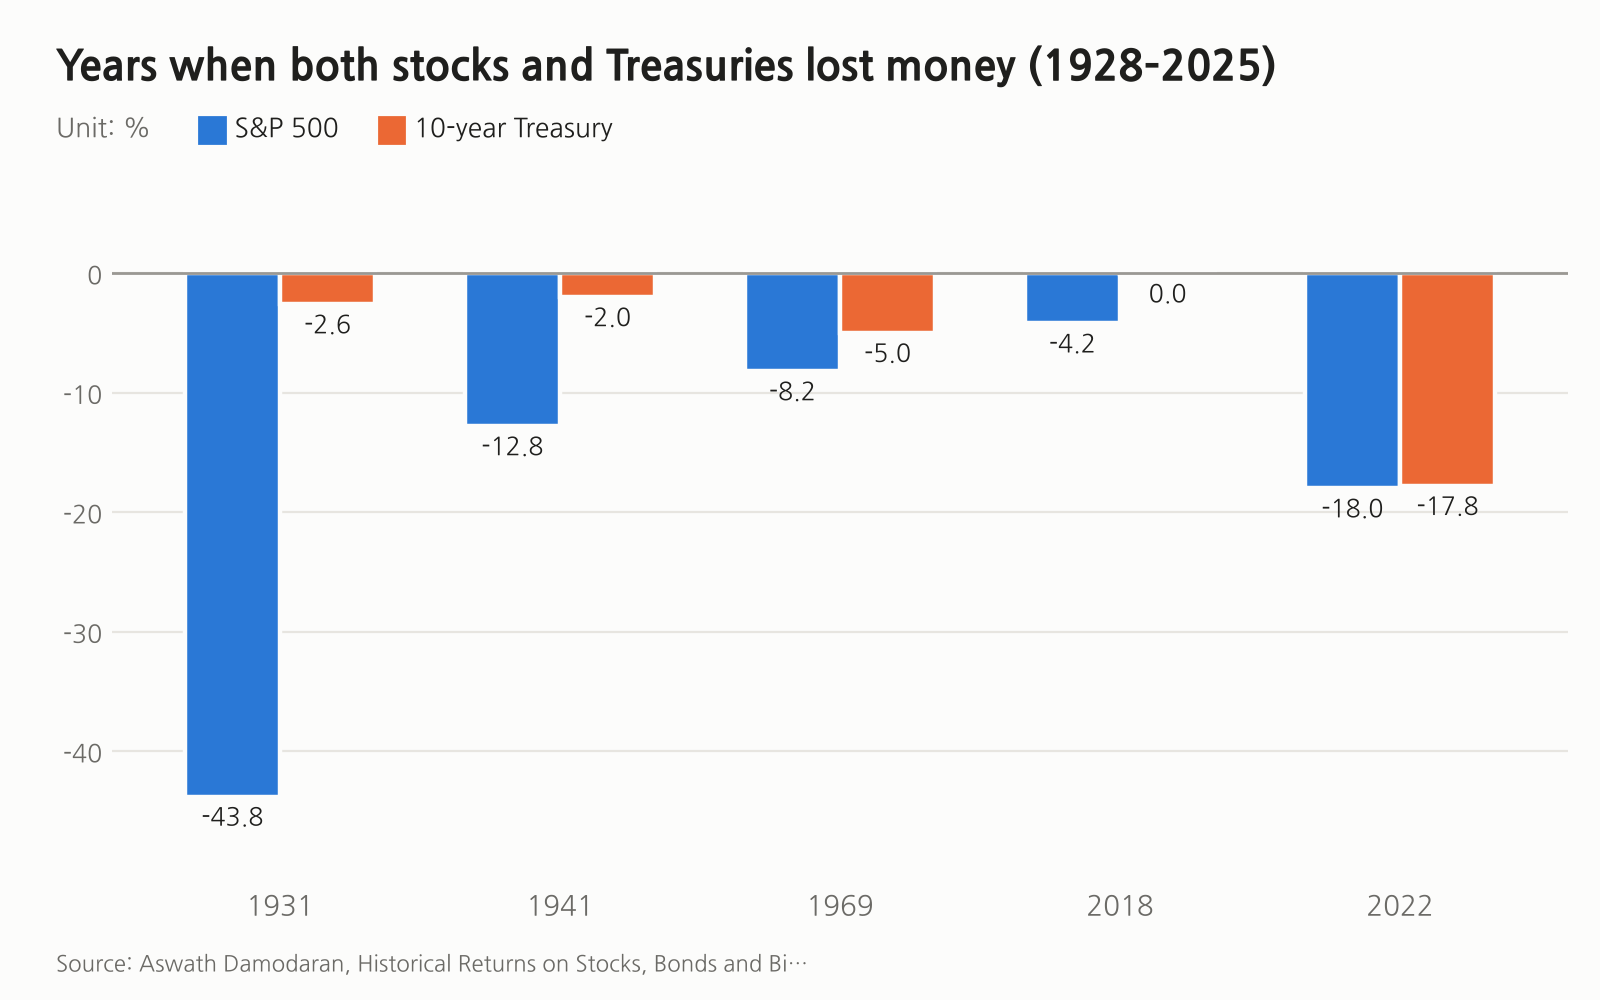 Years when both stocks and Treasuries lost money (1928-2025)
Unit: % S&P 500 10-year Treasury
0
-10
-20
-30
-40
-43.8 -2.6
-12.8 -2.0
-8.2 -5.0
-4.2 0.0
-18.0 -17.8
1931 1941 1969 2018 2022
Source: Aswath Damodaran, Historical Returns on Stocks, Bonds and Bi…